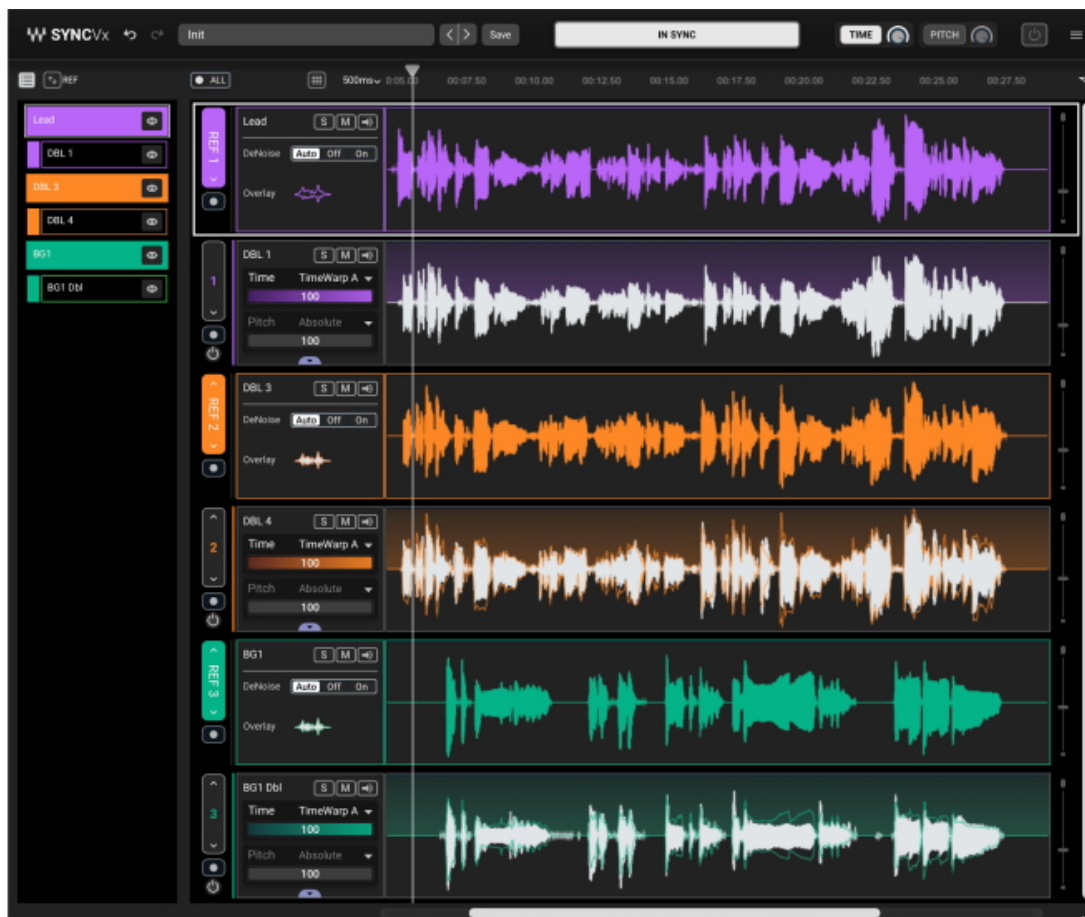 SYNCVx Init Save IN SYNC TIME PITCH
REF ALL 500ms 0:05.00 00:07.50 00:10.00 00:12.50 00:15.00 00:17.50 00:20.00 00:22.50 00:25.00 00:27.50
Lead
DBL 1
DBL 3
DBL 4
BG1
BG1 Dbl
REF 1
Lead S M
DeNoise Auto Off On
Overlay
1
DBL 1 S M
Time TimeWarp A
100
Pitch Absolute
100
REF 2
DBL 3 S M
DeNoise Auto Off On
Overlay
2
DBL 4 S M
Time TimeWarp A
100
Pitch Absolute
100
REF 3
BG1 S M
DeNoise Auto Off On
Overlay
3
BG1 Dbl S M
Time TimeWarp A
100
Pitch Absolute
100